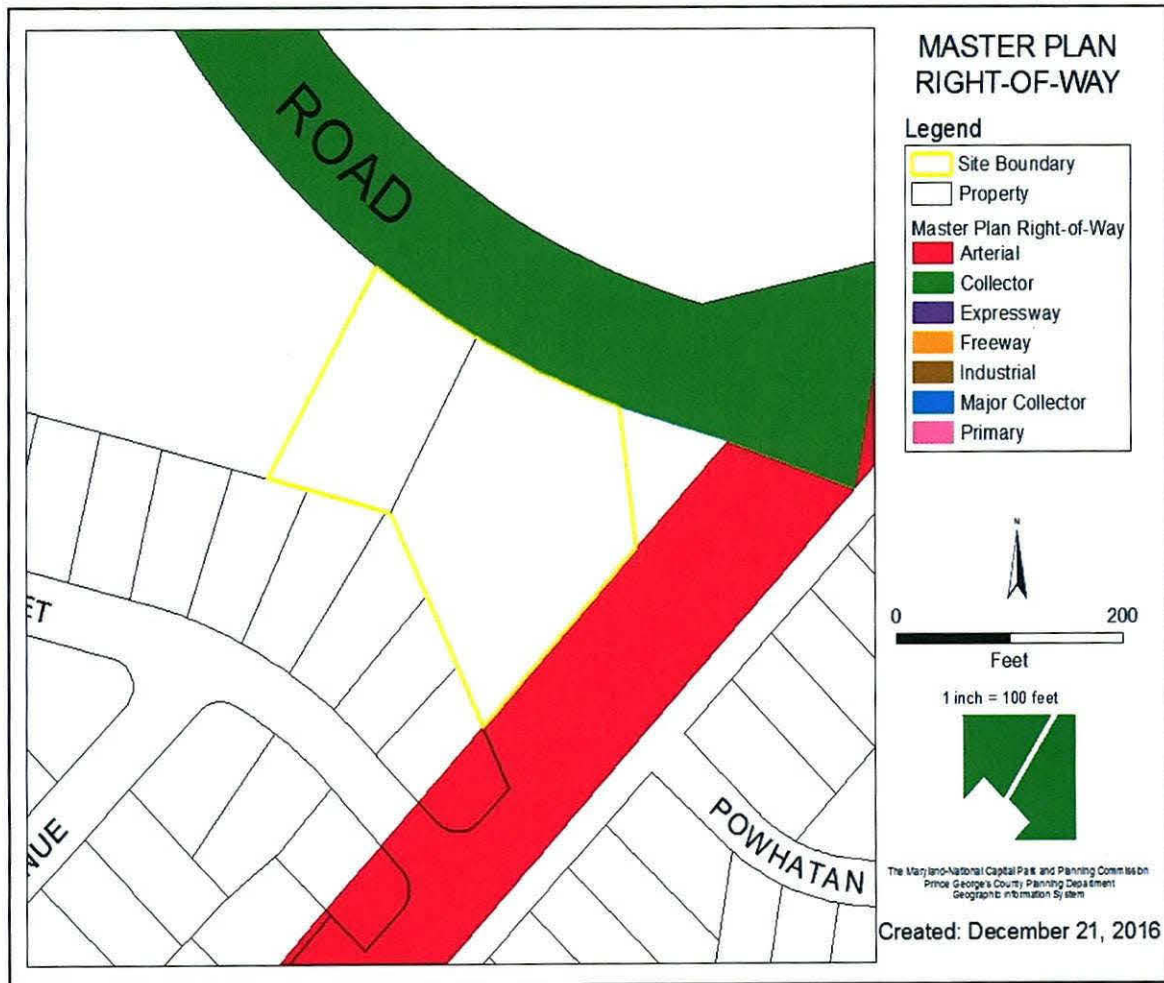 MASTER PLAN
RIGHT-OF-WAY
Legend
Site Boundary
Property
Master Plan Right-of-Way
Arterial
Collector
Expressway
Freeway
Industrial
Major Collector
Primary
N
0 200
Feet
1 inch = 100 feet
The Maryland-National Capital Park and Planning Commission
Prince George's County Planning Department
Geographic Information System
Created: December 21, 2016
ROAD
ET
NUE
POWHATAN